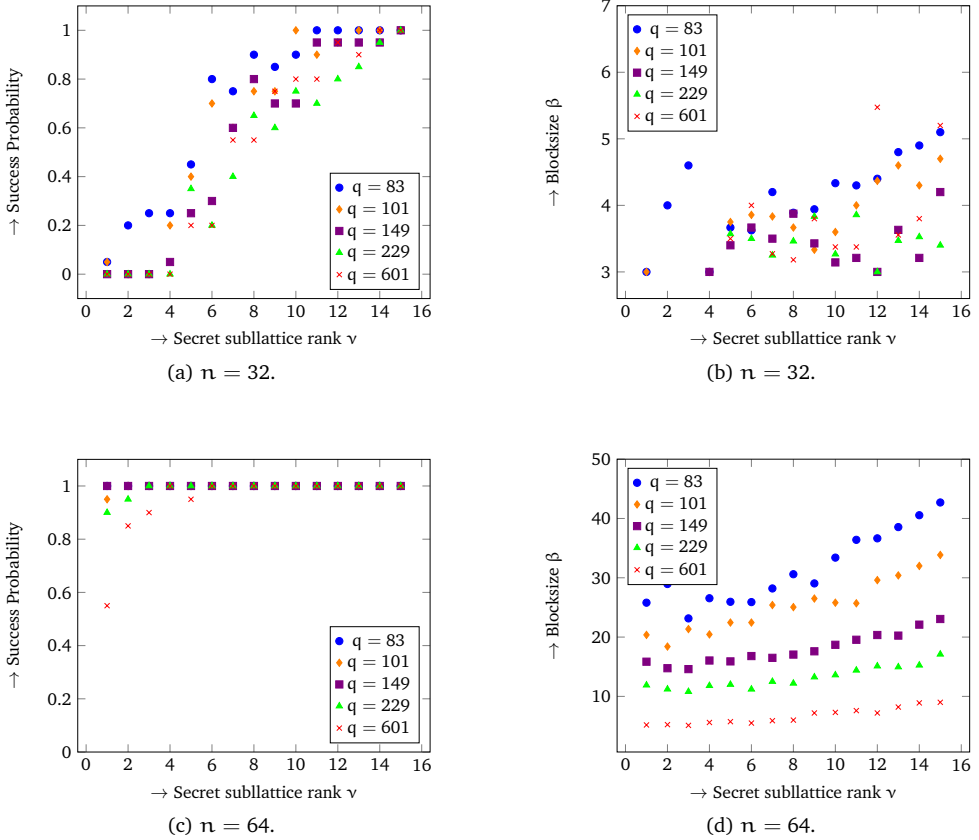 1
0.8
0.6
0.4
0.2
0
→ Success Probability
q = 83
q = 101
q = 149
q = 229
q = 601
0 2 4 6 8 10 12 14 16
→ Secret subllattice rank ν
(a) n = 32.
7
6
5
4
3
→ Blocksize β
q = 83
q = 101
q = 149
q = 229
q = 601
0 2 4 6 8 10 12 14 16
→ Secret subllattice rank ν
(b) n = 32.
1
0.8
0.6
0.4
0.2
0
→ Success Probability
q = 83
q = 101
q = 149
q = 229
q = 601
0 2 4 6 8 10 12 14 16
→ Secret subllattice rank ν
(c) n = 64.
50
40
30
20
10
→ Blocksize β
q = 83
q = 101
q = 149
q = 229
q = 601
0 2 4 6 8 10 12 14 16
→ Secret subllattice rank ν
(d) n = 64.